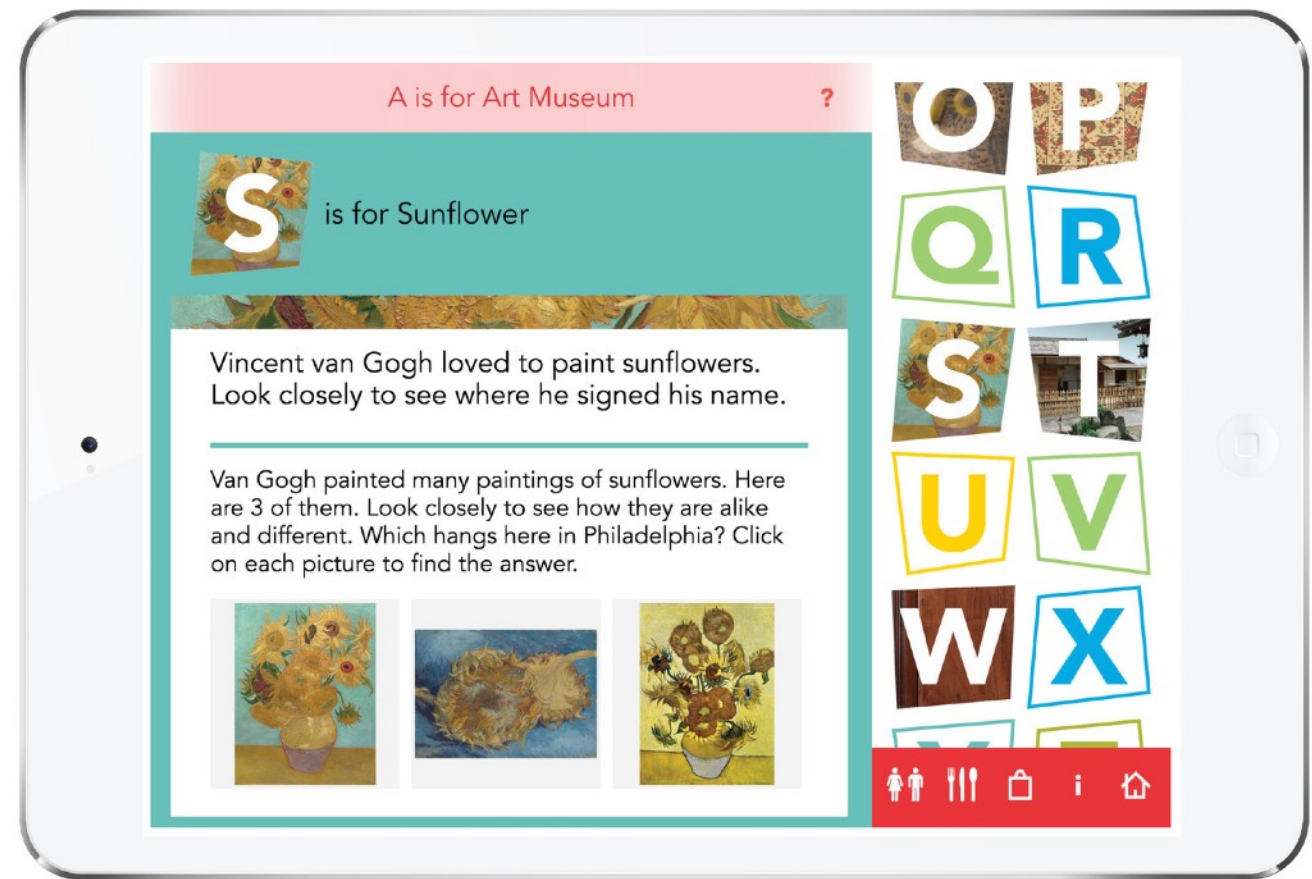 A is for Art Museum
?
S
is for Sunflower
Vincent van Gogh loved to paint sunflowers.
Look closely to see where he signed his name.
Van Gogh painted many paintings of sunflowers. Here
are 3 of them. Look closely to see how they are alike
and different. Which hangs here in Philadelphia? Click
on each picture to find the answer.
O P
Q R
S T
U V
W X
i